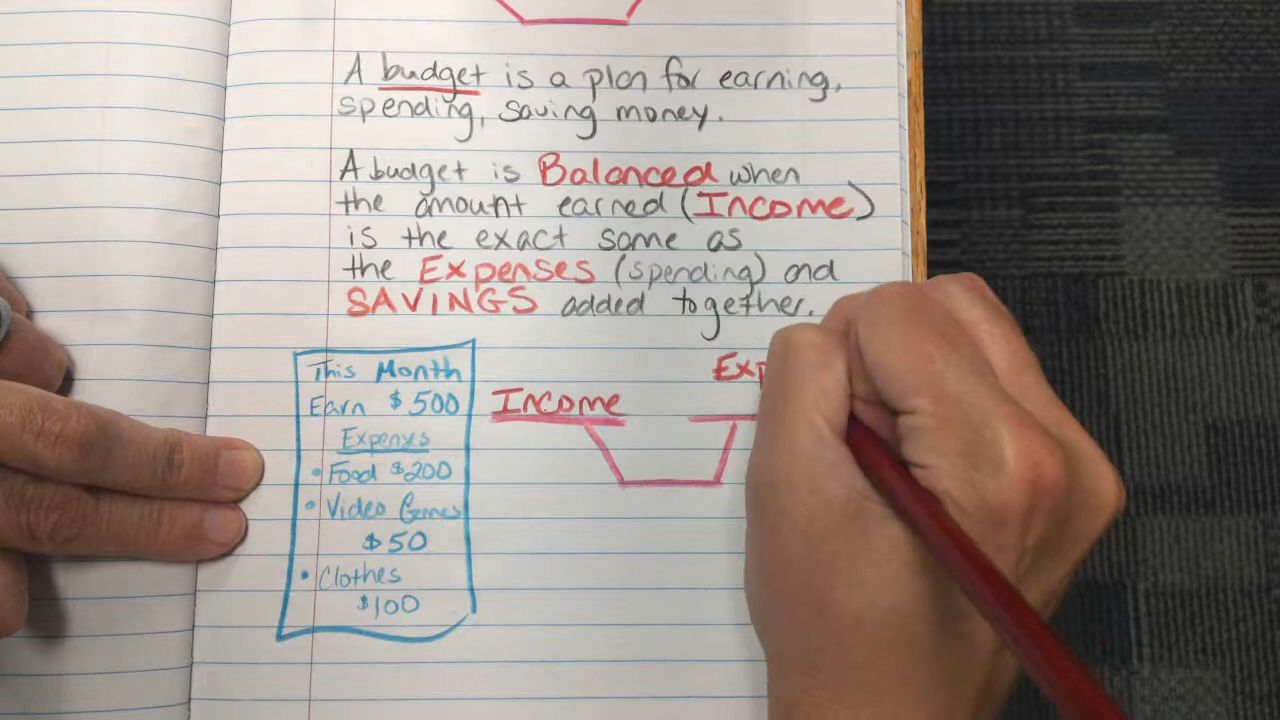 A budget is a plan for earning,
spending, saving money.
A budget is Balanced when
the amount earned (Income)
is the exact same as
the Expenses (spending) and
SAVINGS added together.
This Month
Earn $500
Expenses
• Food $200
• Video Games
$50
• Clothes
$100
Income
Exp